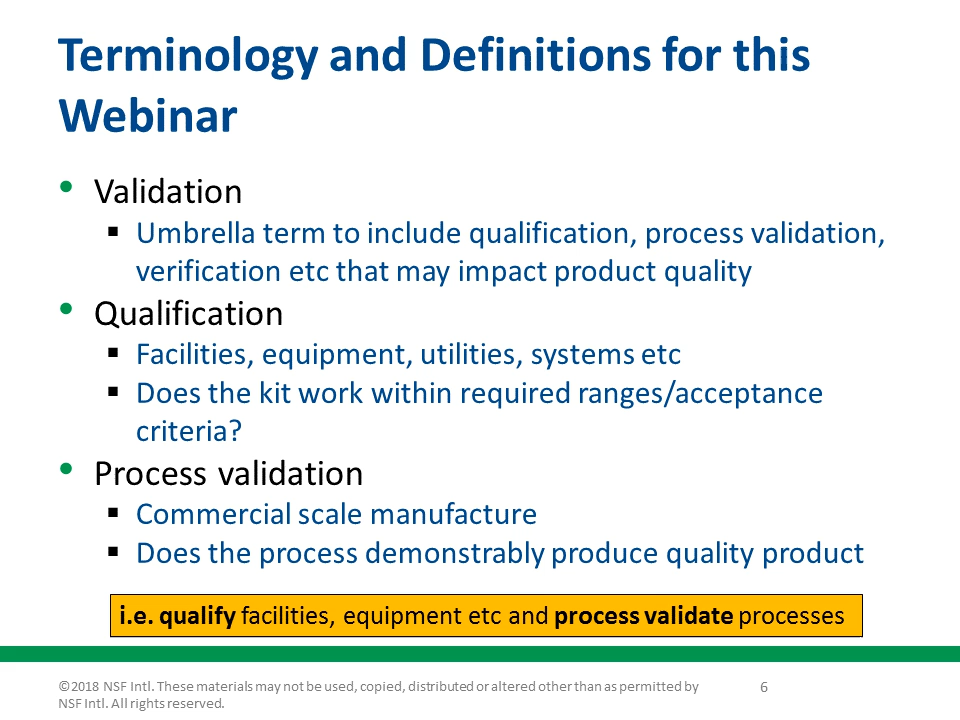 Terminology and Definitions for this
Webinar
• Validation
▪ Umbrella term to include qualification, process validation,
verification etc that may impact product quality
• Qualification
▪ Facilities, equipment, utilities, systems etc
▪ Does the kit work within required ranges/acceptance
criteria?
• Process validation
▪ Commercial scale manufacture
▪ Does the process demonstrably produce quality product
i.e. qualify facilities, equipment etc and process validate processes
©2018 NSF Intl. These materials may not be used, copied, distributed or altered other than as permitted by
NSF Intl. All rights reserved.
6